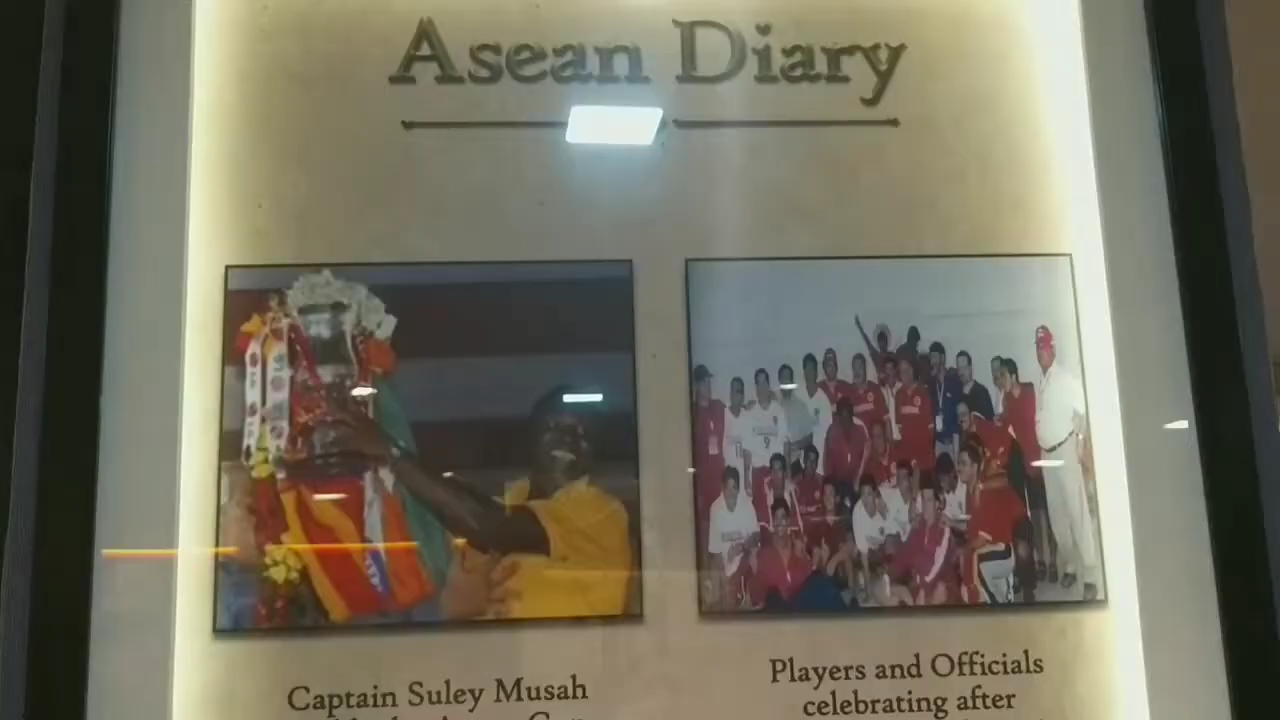 Asean Diary
Captain Suley Musah
Players and Officials
celebrating after